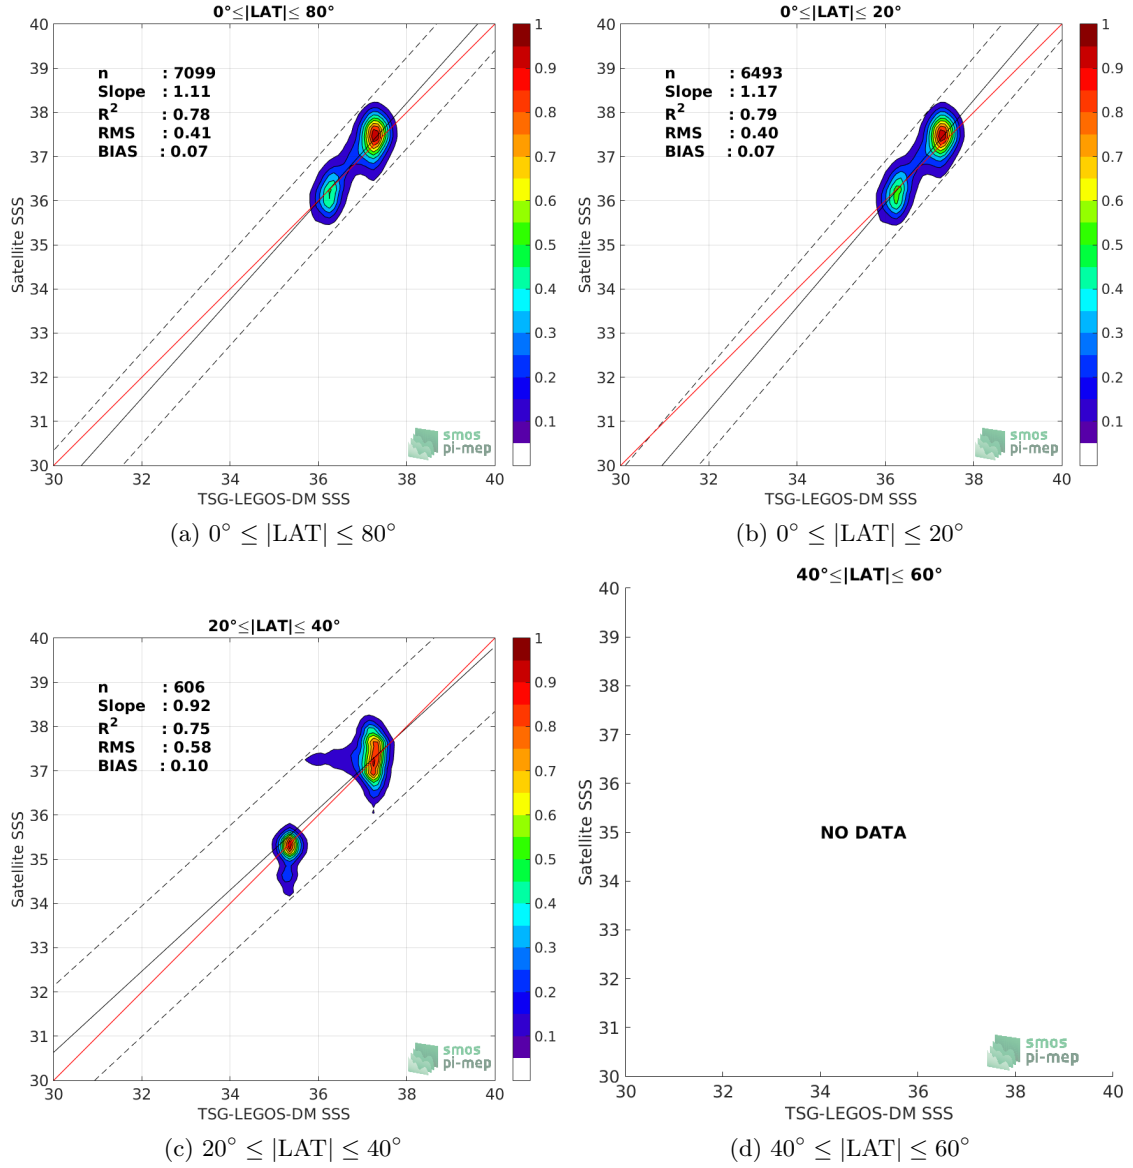 0°≤|LAT|≤ 80°
40
39
38
37
36
35
34
33
32
31
30
Satellite SSS
n : 7099
Slope : 1.11
R² : 0.78
RMS : 0.41
BIAS : 0.07
smos
pi-mep
30 32 34 36 38 40
TSG-LEGOS-DM SSS
1
0.9
0.8
0.7
0.6
0.5
0.4
0.3
0.2
0.1
(a) 0° ≤ |LAT| ≤ 80°
0°≤|LAT|≤ 20°
40
39
38
37
36
35
34
33
32
31
30
Satellite SSS
n : 6493
Slope : 1.17
R² : 0.79
RMS : 0.40
BIAS : 0.07
smos
pi-mep
30 32 34 36 38 40
TSG-LEGOS-DM SSS
1
0.9
0.8
0.7
0.6
0.5
0.4
0.3
0.2
0.1
(b) 0° ≤ |LAT| ≤ 20°
20°≤|LAT|≤ 40°
40
39
38
37
36
35
34
33
32
31
30
Satellite SSS
n : 606
Slope : 0.92
R² : 0.75
RMS : 0.58
BIAS : 0.10
smos
pi-mep
30 32 34 36 38 40
TSG-LEGOS-DM SSS
1
0.9
0.8
0.7
0.6
0.5
0.4
0.3
0.2
0.1
(c) 20° ≤ |LAT| ≤ 40°
40°≤|LAT|≤ 60°
40
39
38
37
36
35
34
33
32
31
30
Satellite SSS
NO DATA
smos
pi-mep
30 32 34 36 38 40
TSG-LEGOS-DM SSS
(d) 40° ≤ |LAT| ≤ 60°